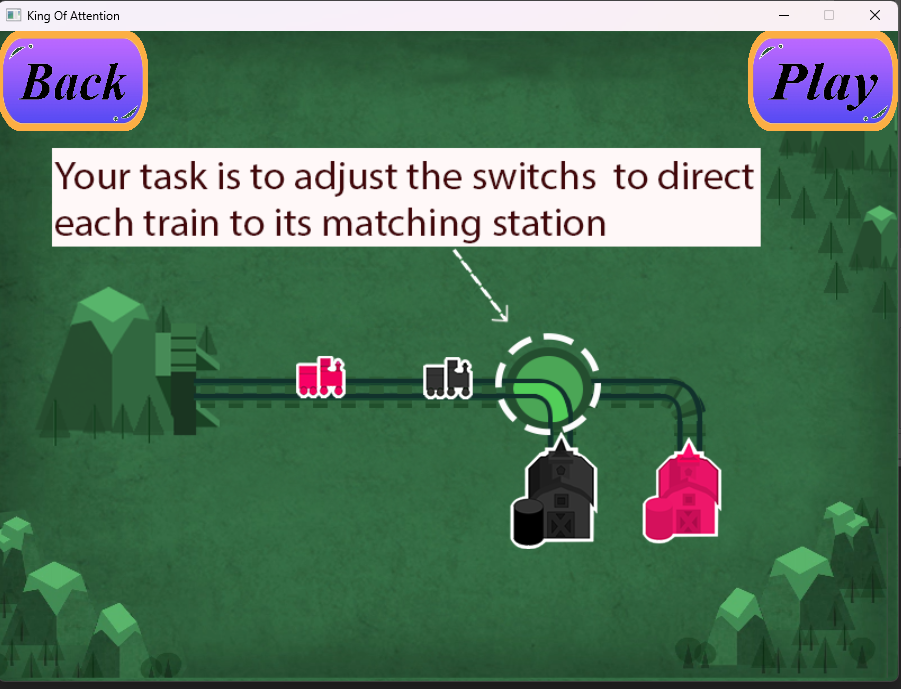 King Of Attention
Back
Play
Your task is to adjust the switchs to direct
each train to its matching station